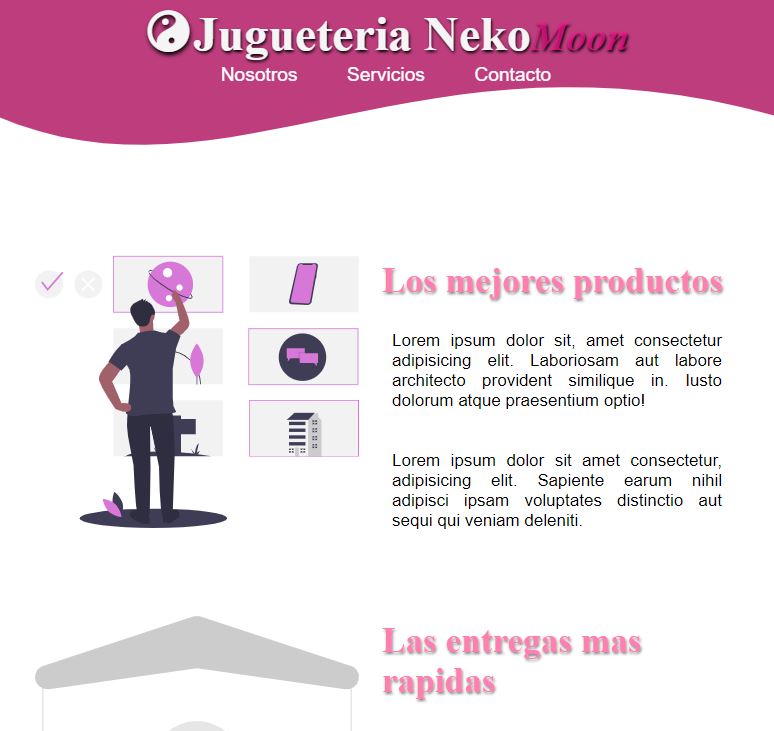 Jugueteria NekoMoon
Nosotros Servicios Contacto
Los mejores productos
Lorem ipsum dolor sit, amet consectetur
adipisicing elit. Laboriosam aut labore
architecto provident similique in. Iusto
dolorum atque praesentium optio!
Lorem ipsum dolor sit amet consectetur,
adipisicing elit. Sapiente earum nihil
adipisci ipsam voluptates distinctio aut
sequi qui veniam deleniti.
Las entregas mas
rapidas